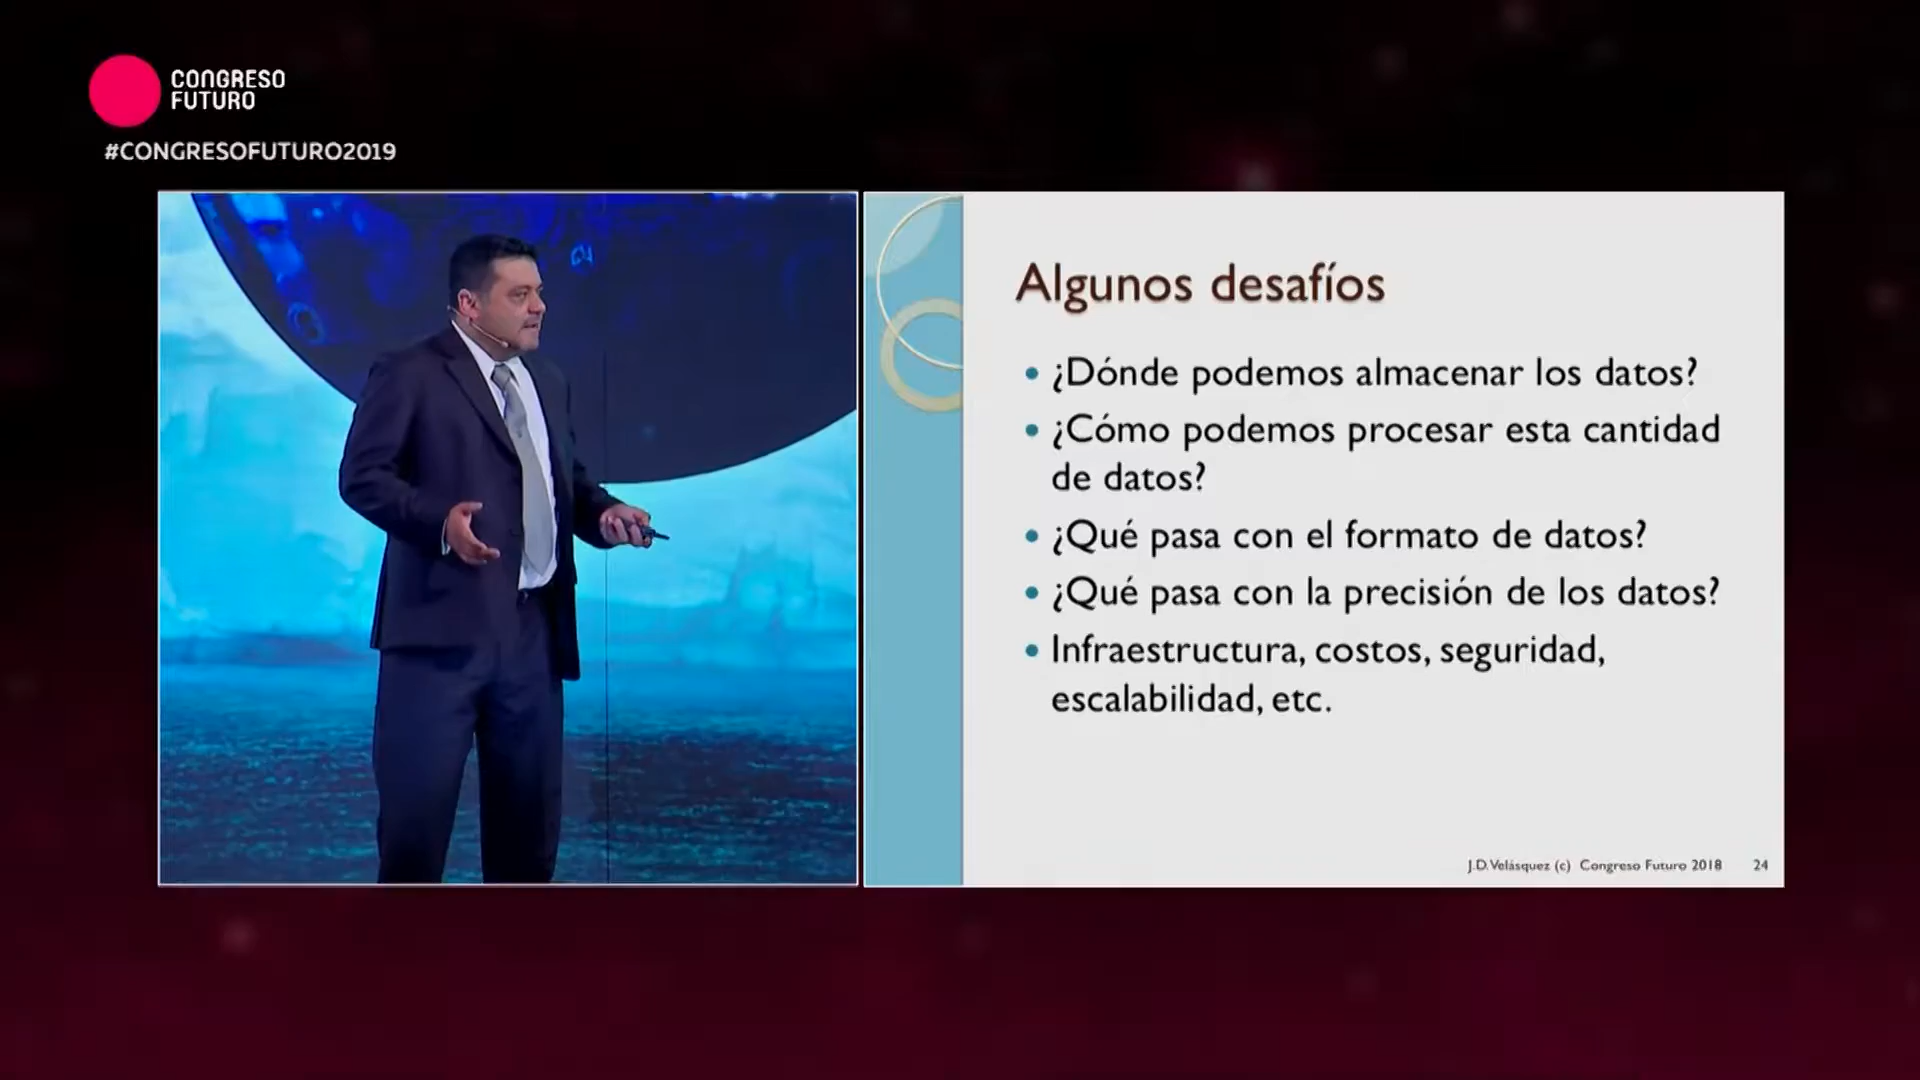 CONGRESO
FUTURO
#CONGRESOFUTURO2019
Algunos desafíos
• ¿Dónde podemos almacenar los datos?
• ¿Cómo podemos procesar esta cantidad
de datos?
• ¿Qué pasa con el formato de datos?
• ¿Qué pasa con la precisión de los datos?
• Infraestructura, costos, seguridad,
escalabilidad, etc.
J.D. Velásquez (c) Congreso Futuro 2018 24